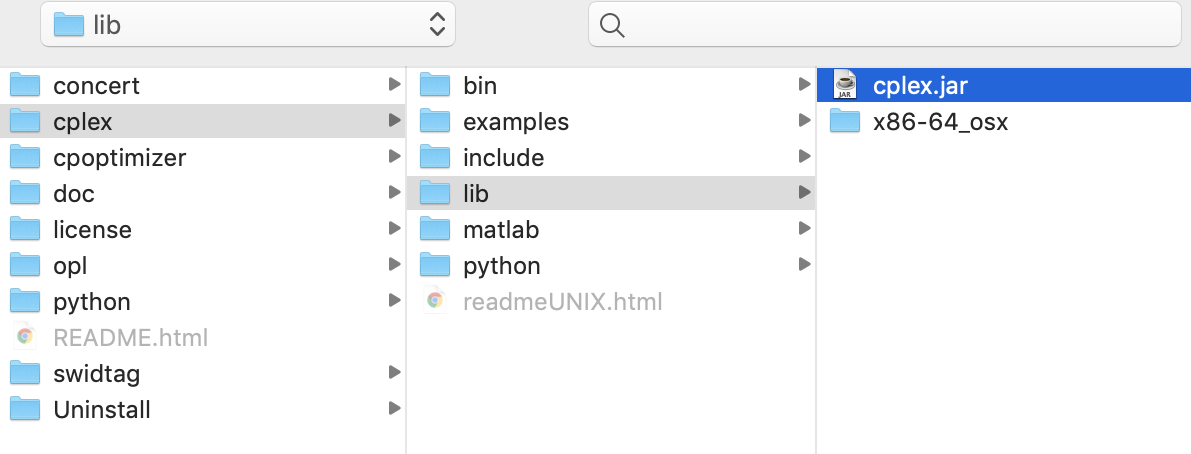 lib
concert
cplex
cpoptimizer
doc
license
opl
python
README.html
swidtag
Uninstall
bin
examples
include
lib
matlab
python
readmeUNIX.html
JAR
cplex.jar
x86-64_osx